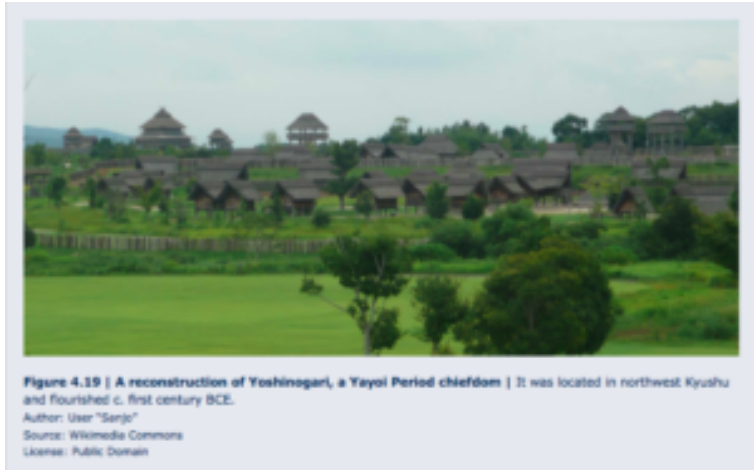 Figure 4.19 | A reconstruction of Yoshinogari, a Yayoi Period chiefdom | It was located in northwest Kyushu
and flourished c. first century BCE.
Author: User "Sanjo"
Source: Wikimedia Commons
License: Public Domain